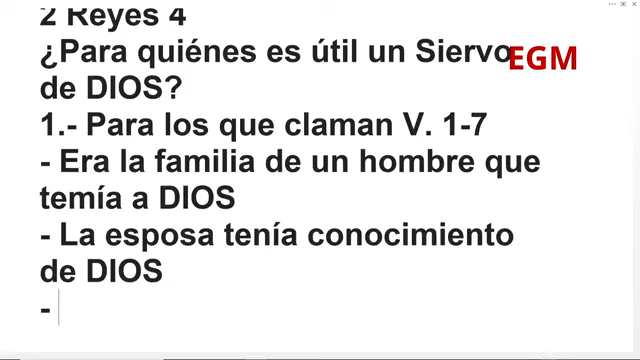 2 Reyes 4
¿Para quiénes es útil un Siervo
EGM
de DIOS?
1.- Para los que claman V. 1-7
- Era la familia de un hombre que
temía a DIOS
- La esposa tenía conocimiento
de DIOS
-